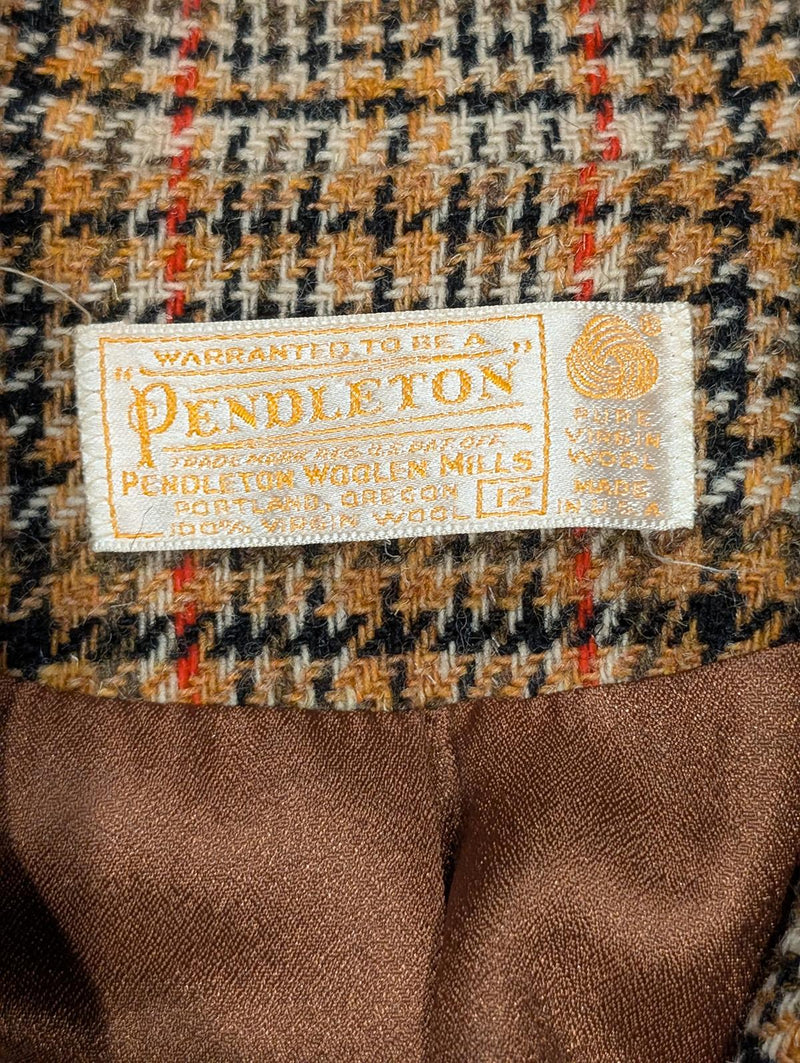 "WARRANTED TO BE A"
PENDLETON
TRADE MARK REG. U.S. PAT. OFF.
PENDLETON WOOLEN MILLS
PORTLAND, OREGON
100% VIRGIN WOOL
12
®
PURE
VIRGIN
WOOL
MADE
IN U.S.A.